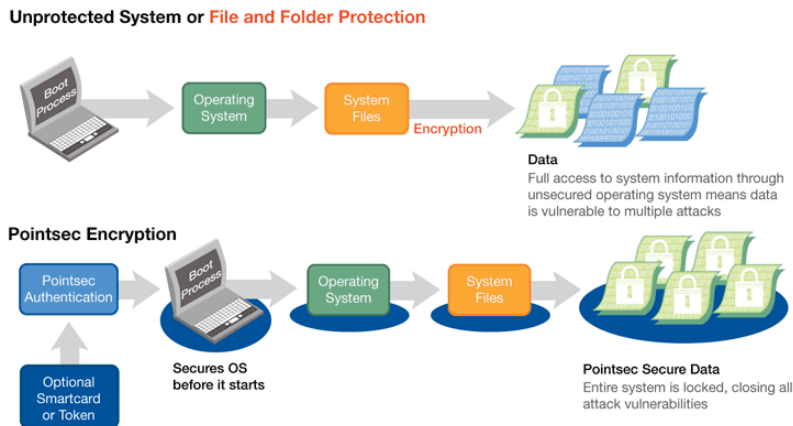 Unprotected System or File and Folder Protection
Boot
Process
Operating
System
System
Files
Encryption
Data
Full access to system information through
unsecured operating system means data
is vulnerable to multiple attacks
Pointsec Encryption
Pointsec
Authentication
Boot
Process
Operating
System
System
Files
Secures OS
before it starts
Optional
Smartcard
or Token
Pointsec Secure Data
Entire system is locked, closing all
attack vulnerabilities